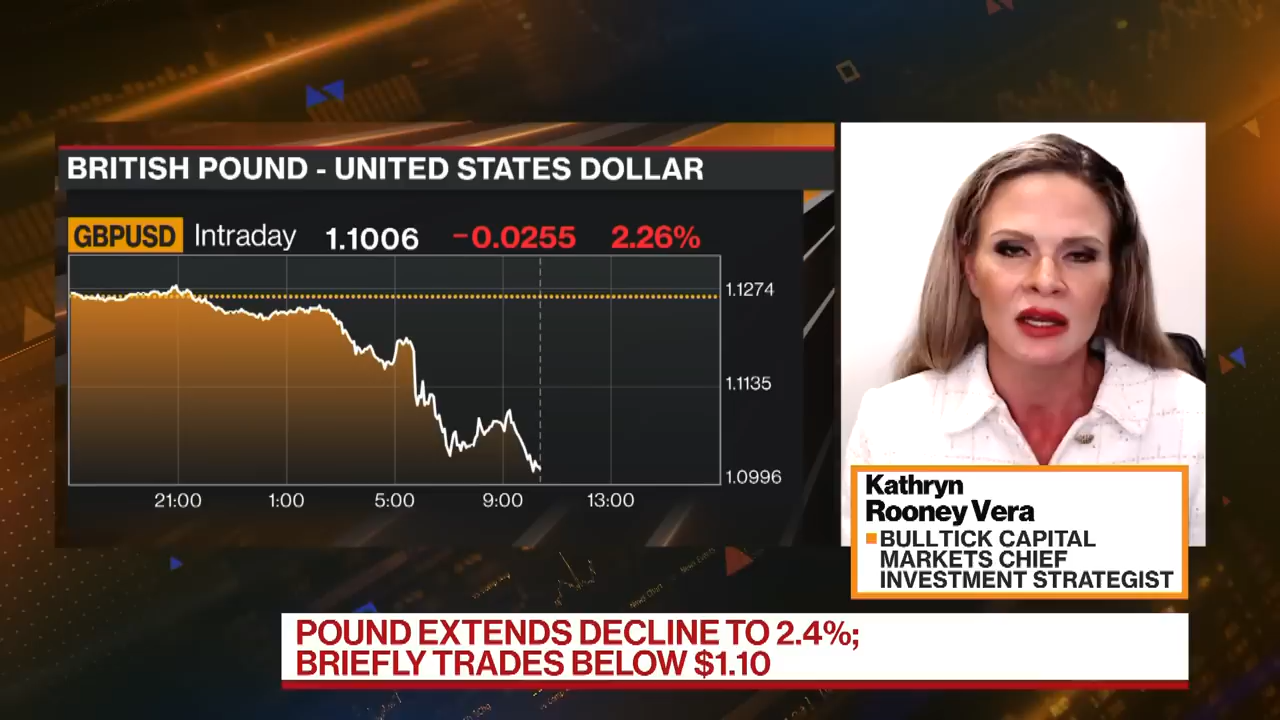 BRITISH POUND - UNITED STATES DOLLAR
GBPUSD Intraday 1.1006 -0.0255 2.26%
1.1274
1.1135
1.0996
21:00 1:00 5:00 9:00 13:00
Kathryn
Rooney Vera
BULLTICK CAPITAL
MARKETS CHIEF
INVESTMENT STRATEGIST
POUND EXTENDS DECLINE TO 2.4%;
BRIEFLY TRADES BELOW $1.10